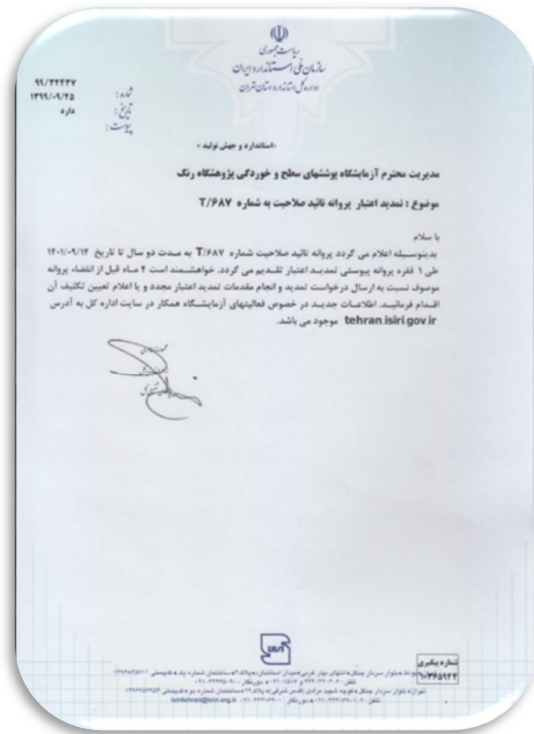 ریاست جمهوری
سازمان ملی استاندارد ایران
اداره کل استاندارد استان تهران
شماره : ۹۹/۳۴۴۳۷
تاریخ : ۱۳۹۹/۰۹/۲۵
پیوست : دارد
«استاندارد و جهش تولید»
مدیریت محترم آزمایشگاه پوششهای سطح و خوردگی پژوهشگاه رنگ
موضوع : تمدید اعتبار پروانه تائید صلاحیت به شماره T/۶۸۷
با سلام
بدینوسیله اعلام می گردد پروانه تائید صلاحیت شماره T/۶۸۷ به مدت دو سال تا تاریخ ۱۴۰۱/۰۹/۱۴
طی ۱ فقره پروانه پیوستی تمدید اعتبار تقدیم می گردد. خواهشمند است ۲ ماه قبل از انقضاء پروانه
موصوف نسبت به ارسال درخواست تمدید و انجام مقدمات تمدید اعتبار مجدد و یا اعلام تعیین تکلیف آن
اقدام فرمائید. اطلاعات جدید در خصوص فعالیتهای آزمایشگاه همکار در سایت اداره کل به آدرس
tehran.isiri.gov.ir موجود می باشد.
شماره پیگیری